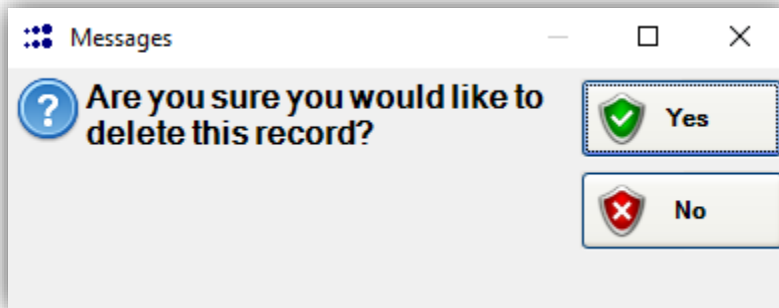 Messages
Are you sure you would like to
delete this record?
Yes
No